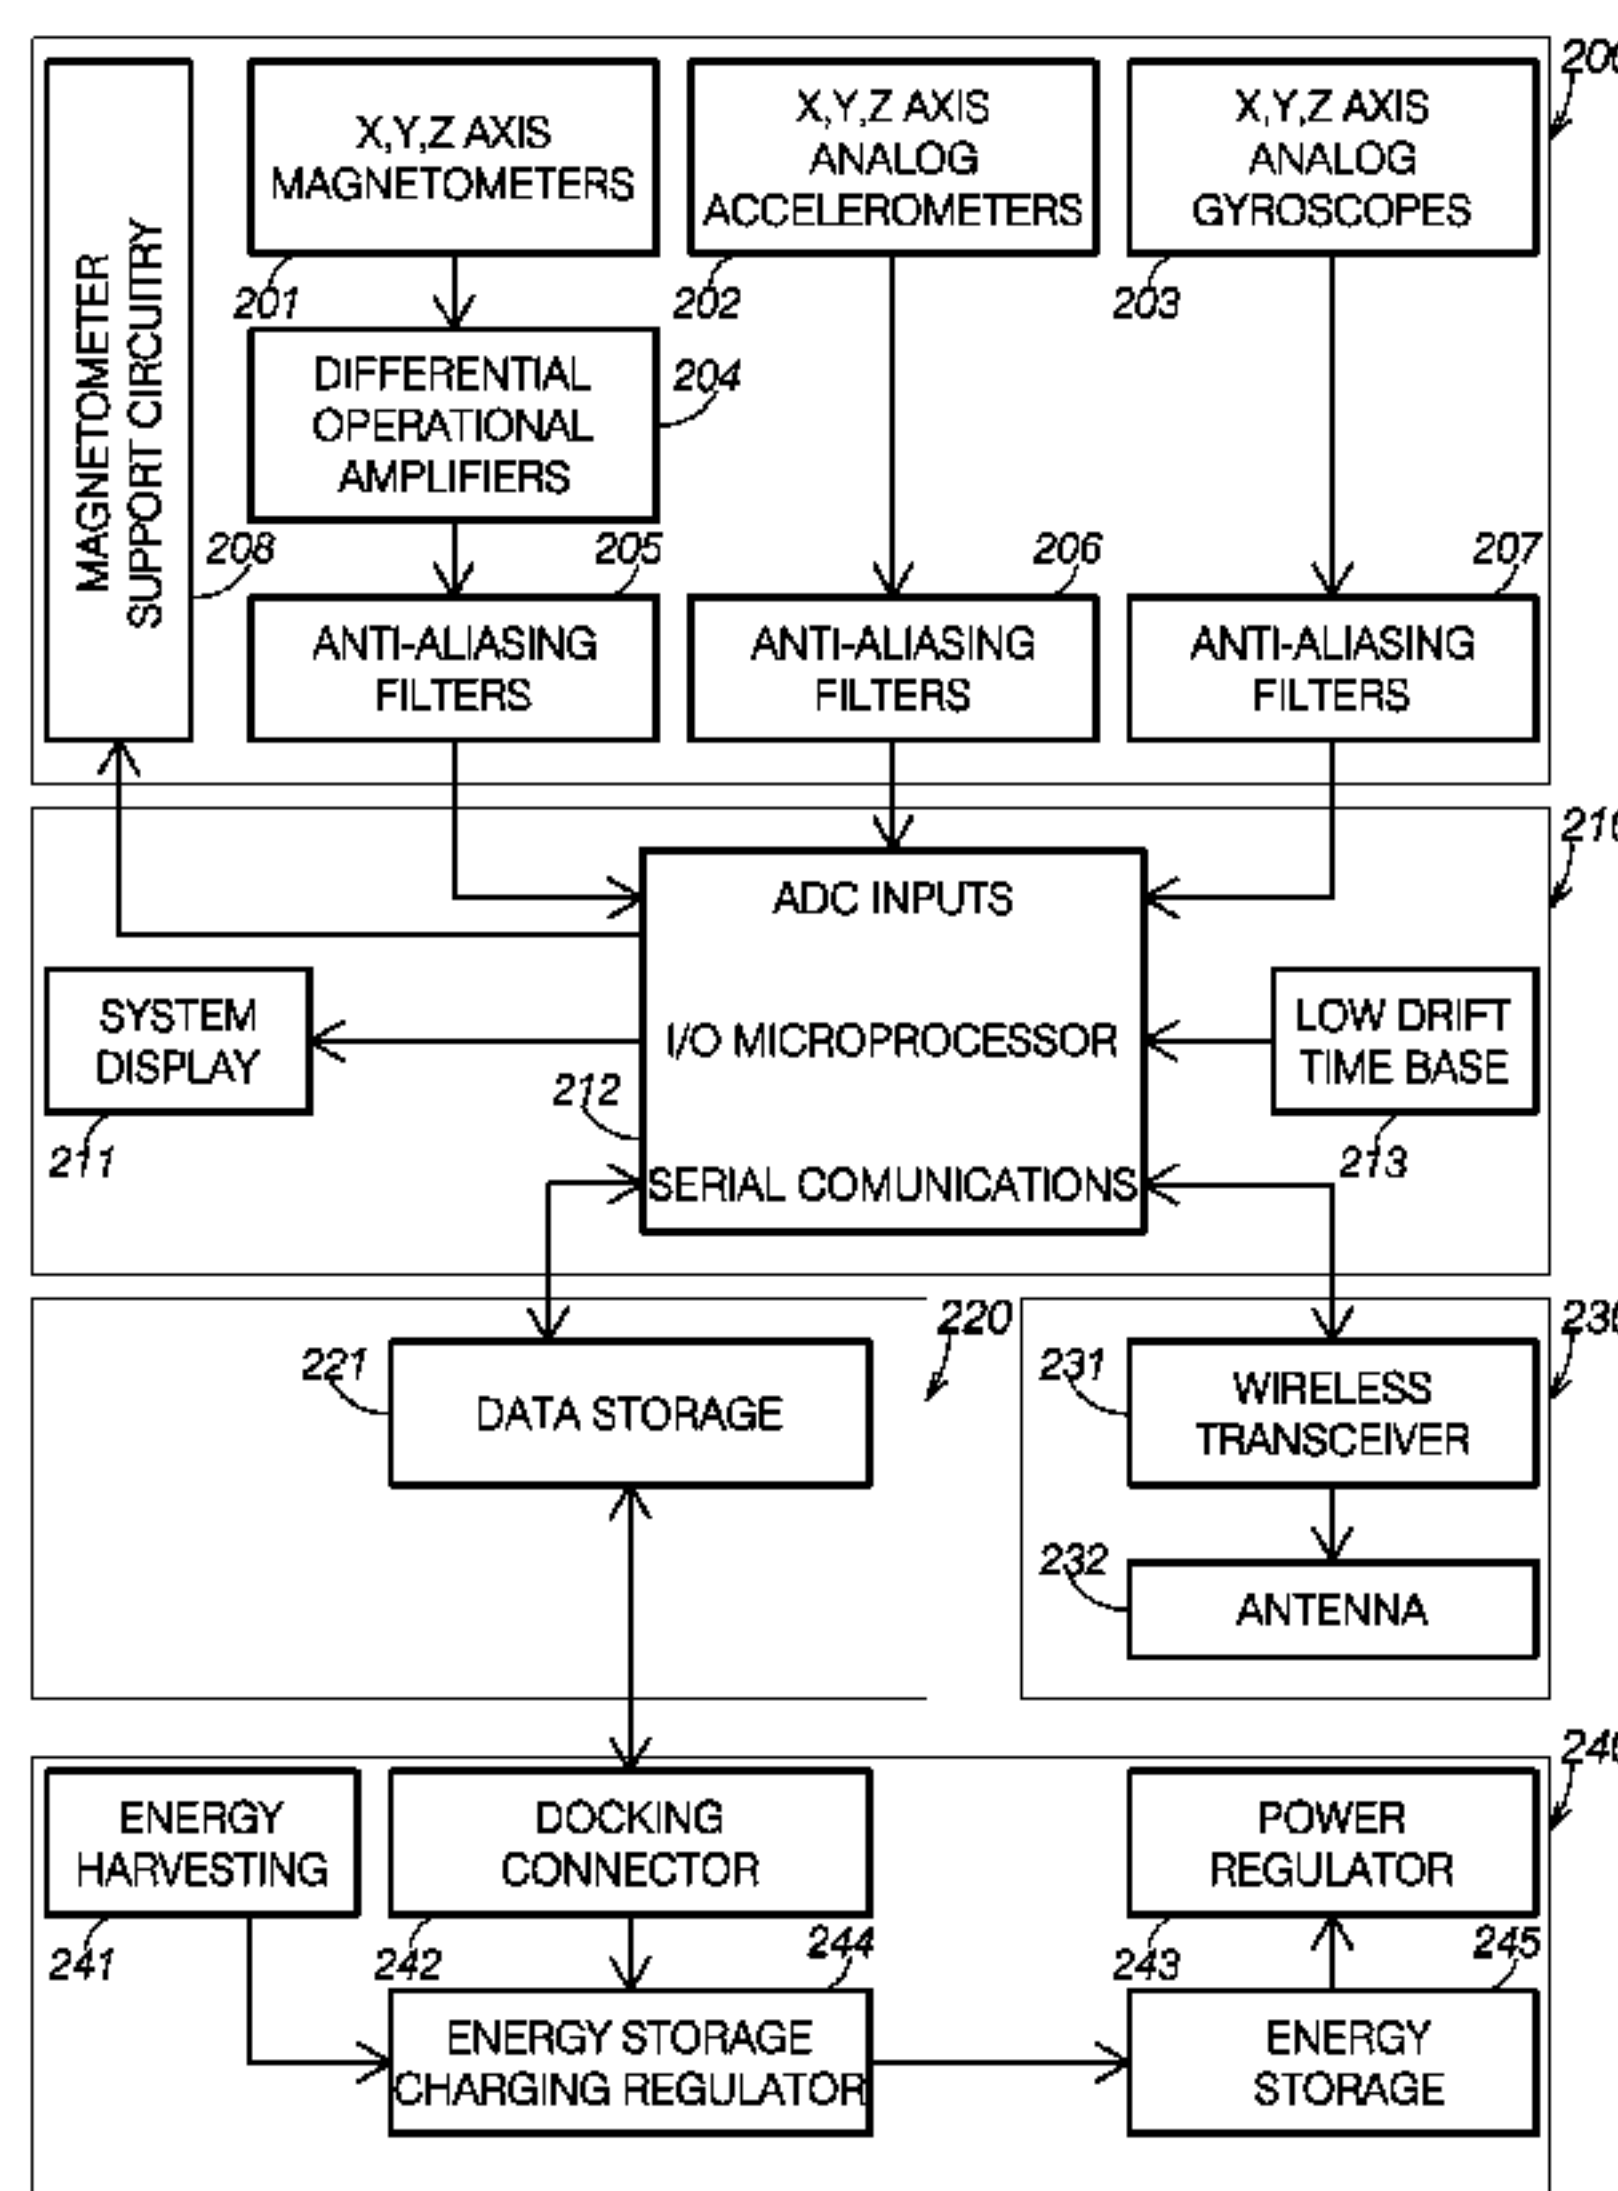 200
X,Y,Z AXIS
MAGNETOMETERS
X,Y,Z AXIS
ANALOG
ACCELEROMETERS
X,Y,Z AXIS
ANALOG
GYROSCOPES
MAGNETOMETER
SUPPORT CIRCUITRY
201
202
203
DIFFERENTIAL
OPERATIONAL
AMPLIFIERS
204
208
205
206
207
ANTI-ALIASING
FILTERS
ANTI-ALIASING
FILTERS
ANTI-ALIASING
FILTERS
210
ADC INPUTS
SYSTEM
DISPLAY
I/O MICROPROCESSOR
LOW DRIFT
TIME BASE
212
211
213
SERIAL COMUNICATIONS
220
230
221
DATA STORAGE
231
WIRELESS
TRANSCEIVER
232
ANTENNA
240
ENERGY
HARVESTING
DOCKING
CONNECTOR
POWER
REGULATOR
241
242
244
243
245
ENERGY STORAGE
CHARGING REGULATOR
ENERGY
STORAGE